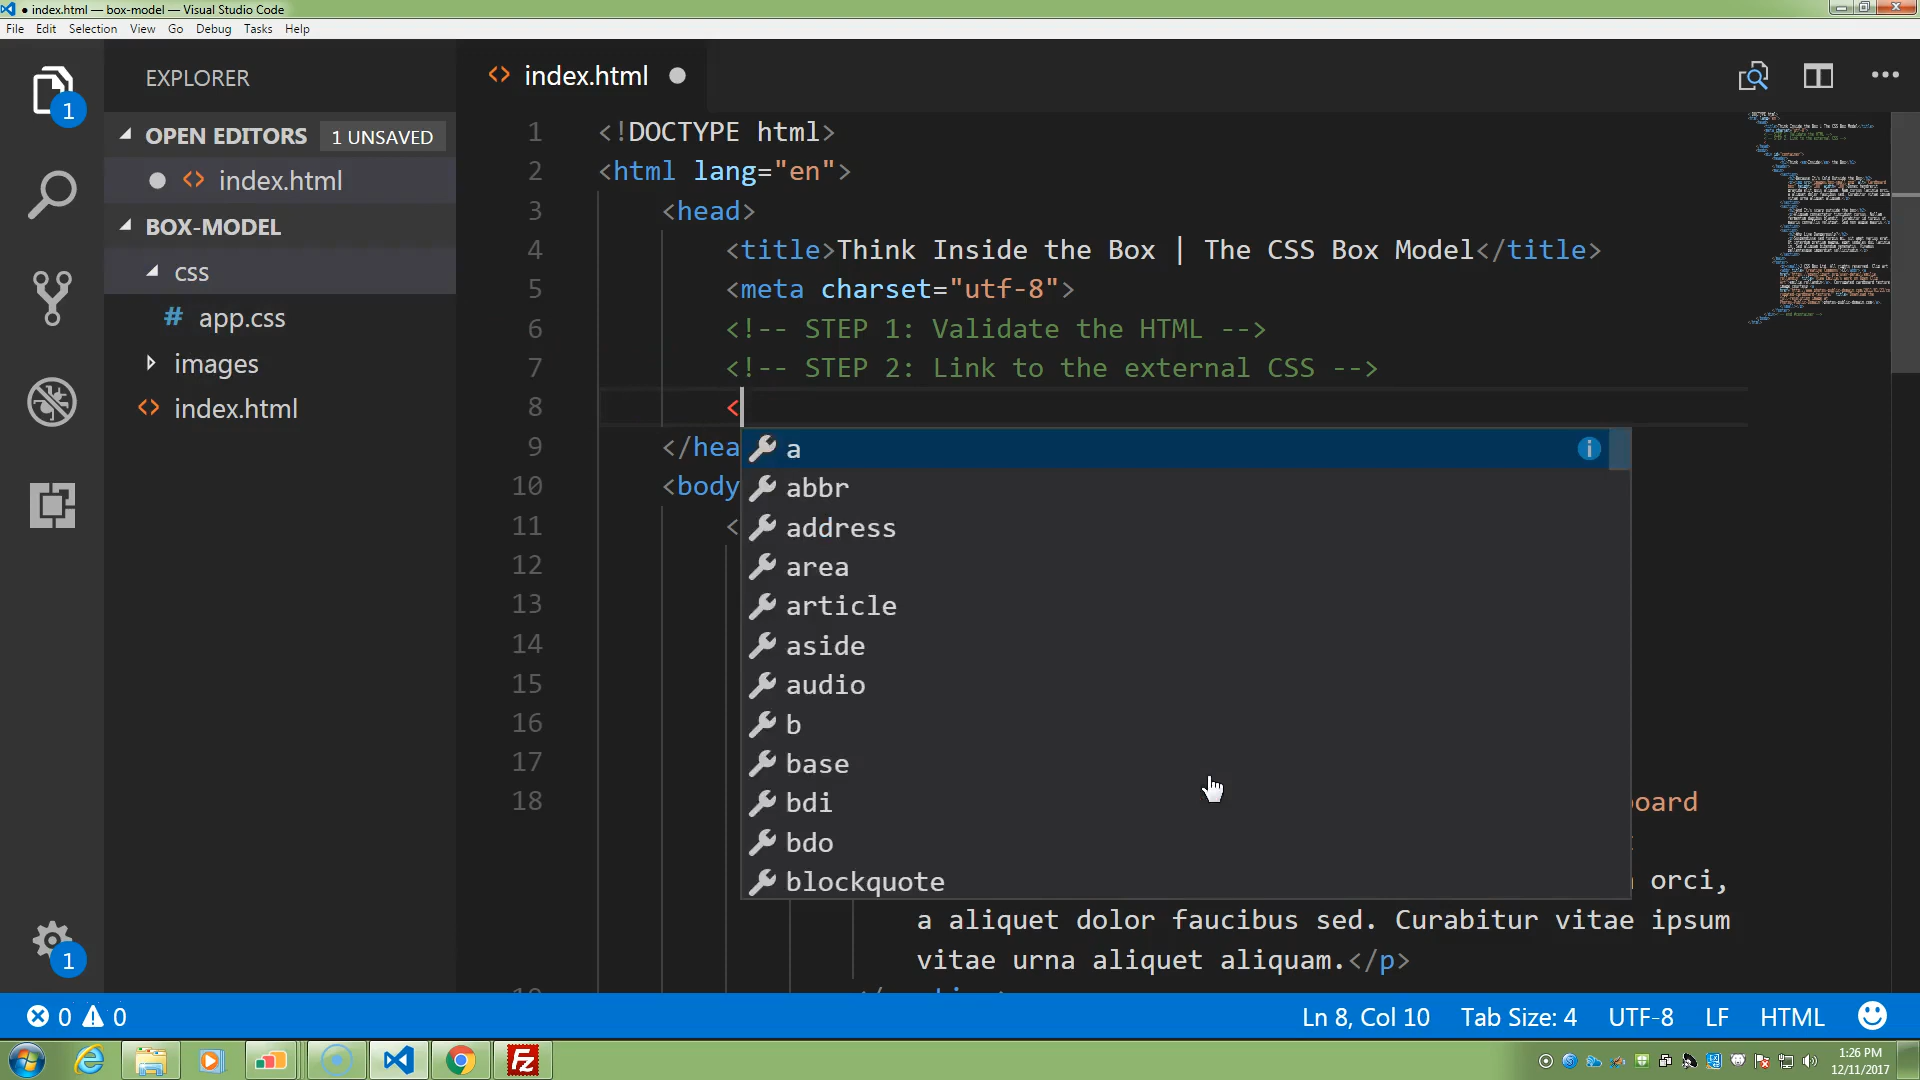 index.html — box-model — Visual Studio Code
File Edit Selection View Go Debug Tasks Help
EXPLORER
1
OPEN EDITORS 1 UNSAVED
index.html
BOX-MODEL
css
# app.css
images
index.html
1
index.html
1 <!DOCTYPE html>
2 <html lang="en">
3 <head>
4 <title>Think Inside the Box | The CSS Box Model</title>
5 <meta charset="utf-8">
6 <!-- STEP 1: Validate the HTML -->
7 <!-- STEP 2: Link to the external CSS -->
8 <
9 </hea
10 <body
11 <
12
13
14
15
16
17
18 oard
orci,
a aliquet dolor faucibus sed. Curabitur vitae ipsum
vitae urna aliquet aliquam.</p>
a
abbr
address
area
article
aside
audio
b
base
bdi
bdo
blockquote
0 0 Ln 8, Col 10 Tab Size: 4 UTF-8 LF HTML
1:26 PM
12/11/2017